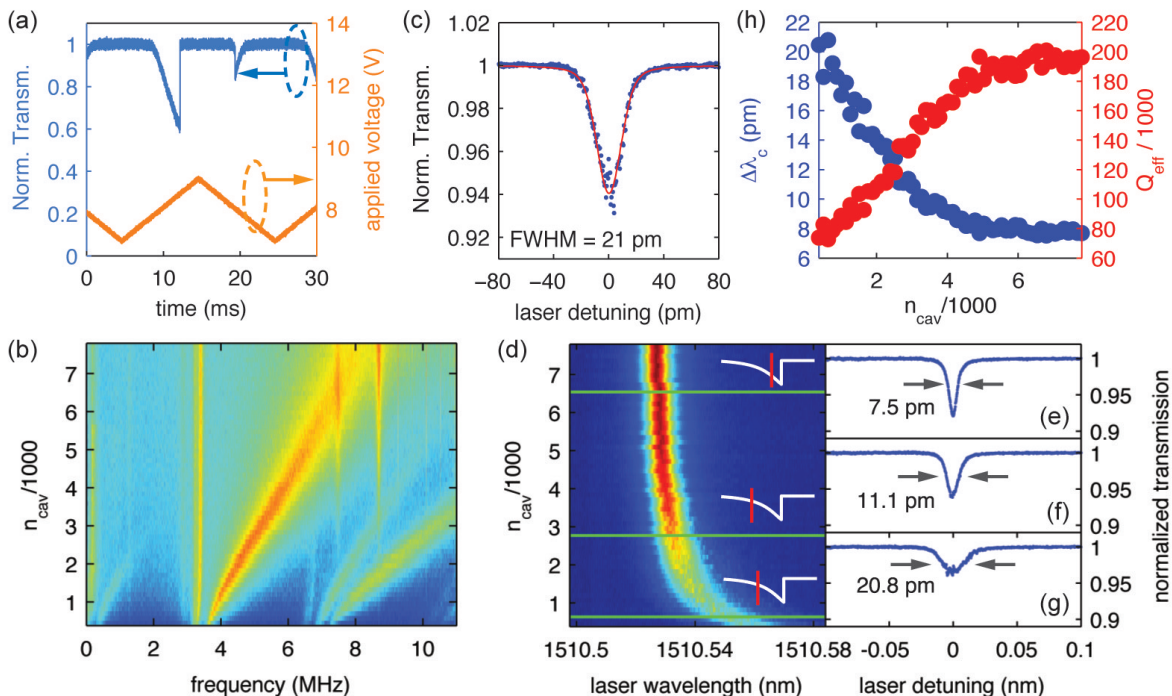 (a)
1
0.8
0.6
0.4
0.2
0
Norm. Transm.
14
12
10
8
applied voltage (V)
0 10 20 30
time (ms)
(c)
1.00
0.98
0.96
0.94
0.92
Norm. Transm.
FWHM = 21 pm
−80 −40 0 40 80
laser detuning (pm)
(h)
22
20
18
16
14
12
10
8
6
Δλc (pm)
220
200
180
160
140
120
100
80
60
Qeff / 1000
2 4 6
ncav/1000
(b)
7
6
5
4
3
2
1
ncav/1000
0 2 4 6 8 10
frequency (MHz)
(d)
7
6
5
4
3
2
1
ncav/1000
1510.5 1510.54 1510.58
laser wavelength (nm)
7.5 pm
(e)
1
0.95
0.9
11.1 pm
(f)
1
0.95
0.9
20.8 pm
(g)
1
0.95
0.9
normalized transmission
-0.05 0 0.05 0.1
laser detuning (nm)